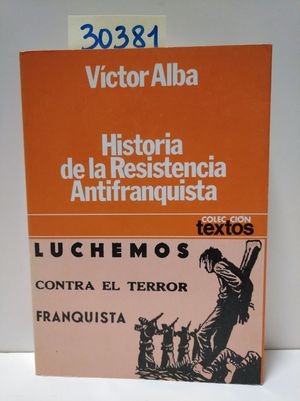 30381
Víctor Alba
Historia
de la Resistencia
Antifranquista
COLECCIÓN
textos
LUCHEMOS
CONTRA EL TERROR
FRANQUISTA